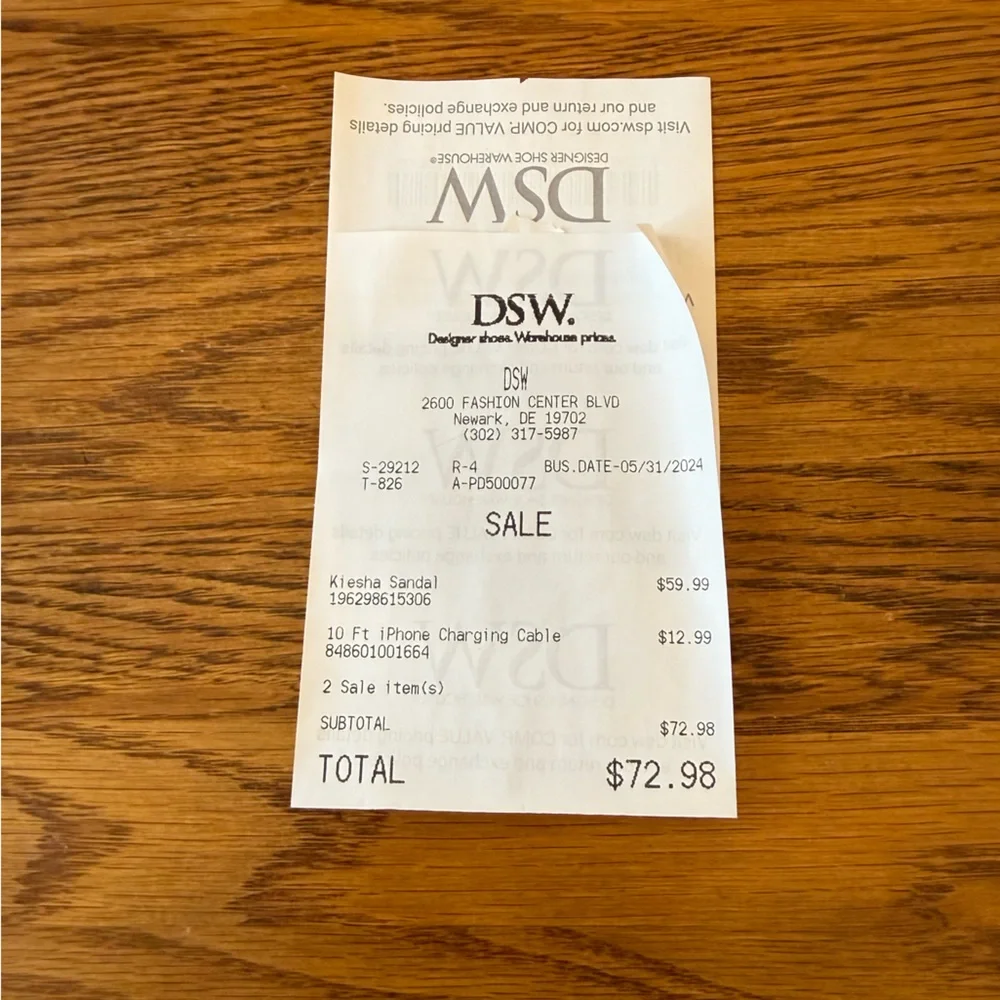 Visit dsw.com for COMP. VALUE pricing details
and our return and exchange policies.
DSW
DESIGNER SHOE WAREHOUSE®
DSW.
Designer shoes. Warehouse prices.
DSW
2600 FASHION CENTER BLVD
Newark, DE 19702
(302) 317-5987
S-29212 R-4 BUS.DATE-05/31/2024
T-826 A-PD500077
SALE
Kiesha Sandal $59.99
196298615306
10 Ft iPhone Charging Cable $12.99
848601001664
2 Sale item(s)
SUBTOTAL $72.98
TOTAL $72.98